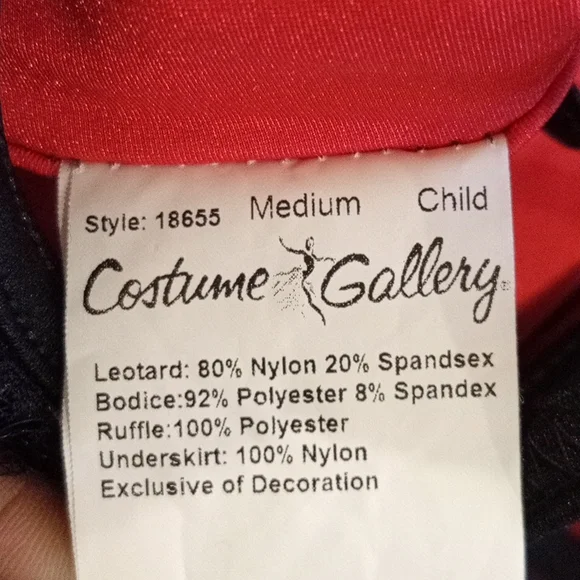 Style: 18655 Medium Child
Costume Gallery
Leotard: 80% Nylon 20% Spandsex
Bodice:92% Polyester 8% Spandex
Ruffle:100% Polyester
Underskirt: 100% Nylon
Exclusive of Decoration